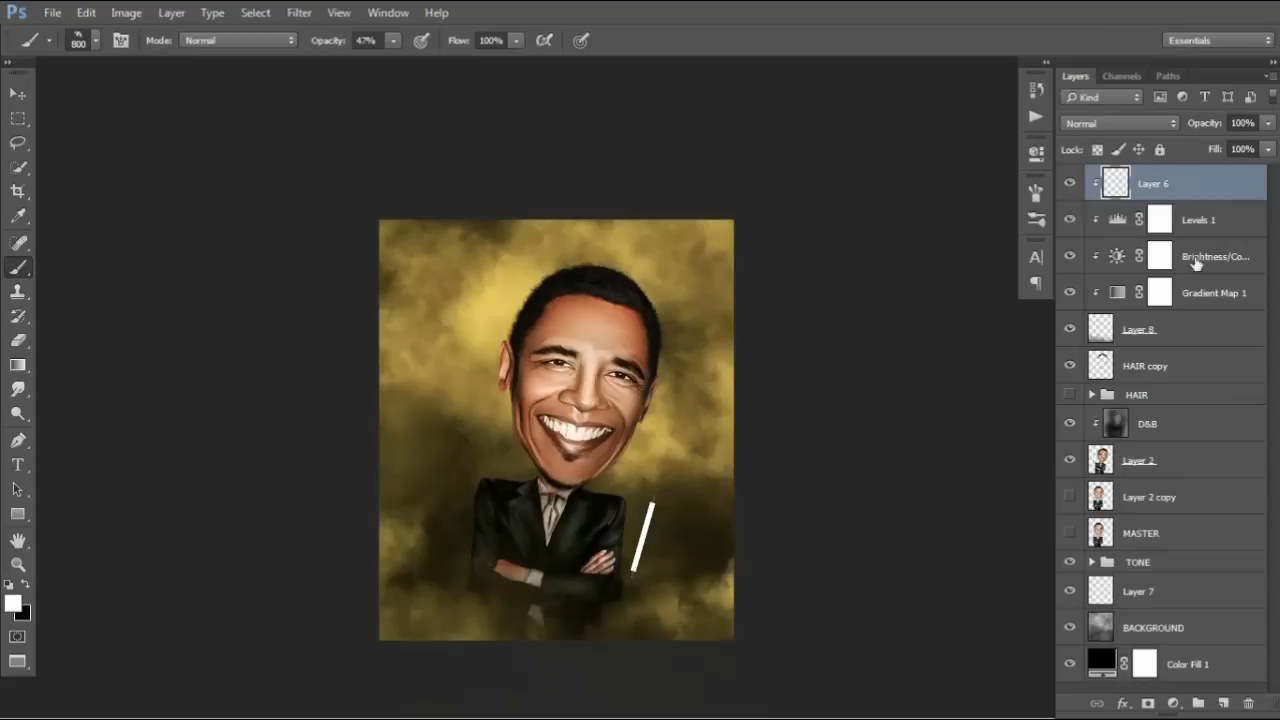 Ps File Edit Image Layer Type Select Filter View Window Help
800 Mode: Normal Opacity: 47% Flow: 100% Essentials
Layers Channels Paths
Kind T
Normal Opacity: 100%
Lock: Fill: 100%
Layer 6
Levels 1
Brightness/Co...
Gradient Map 1
Layer 8
HAIR copy
HAIR
D&B
Layer 2
Layer 2 copy
MASTER
TONE
Layer 7
BACKGROUND
Color Fill 1
A
T
fx